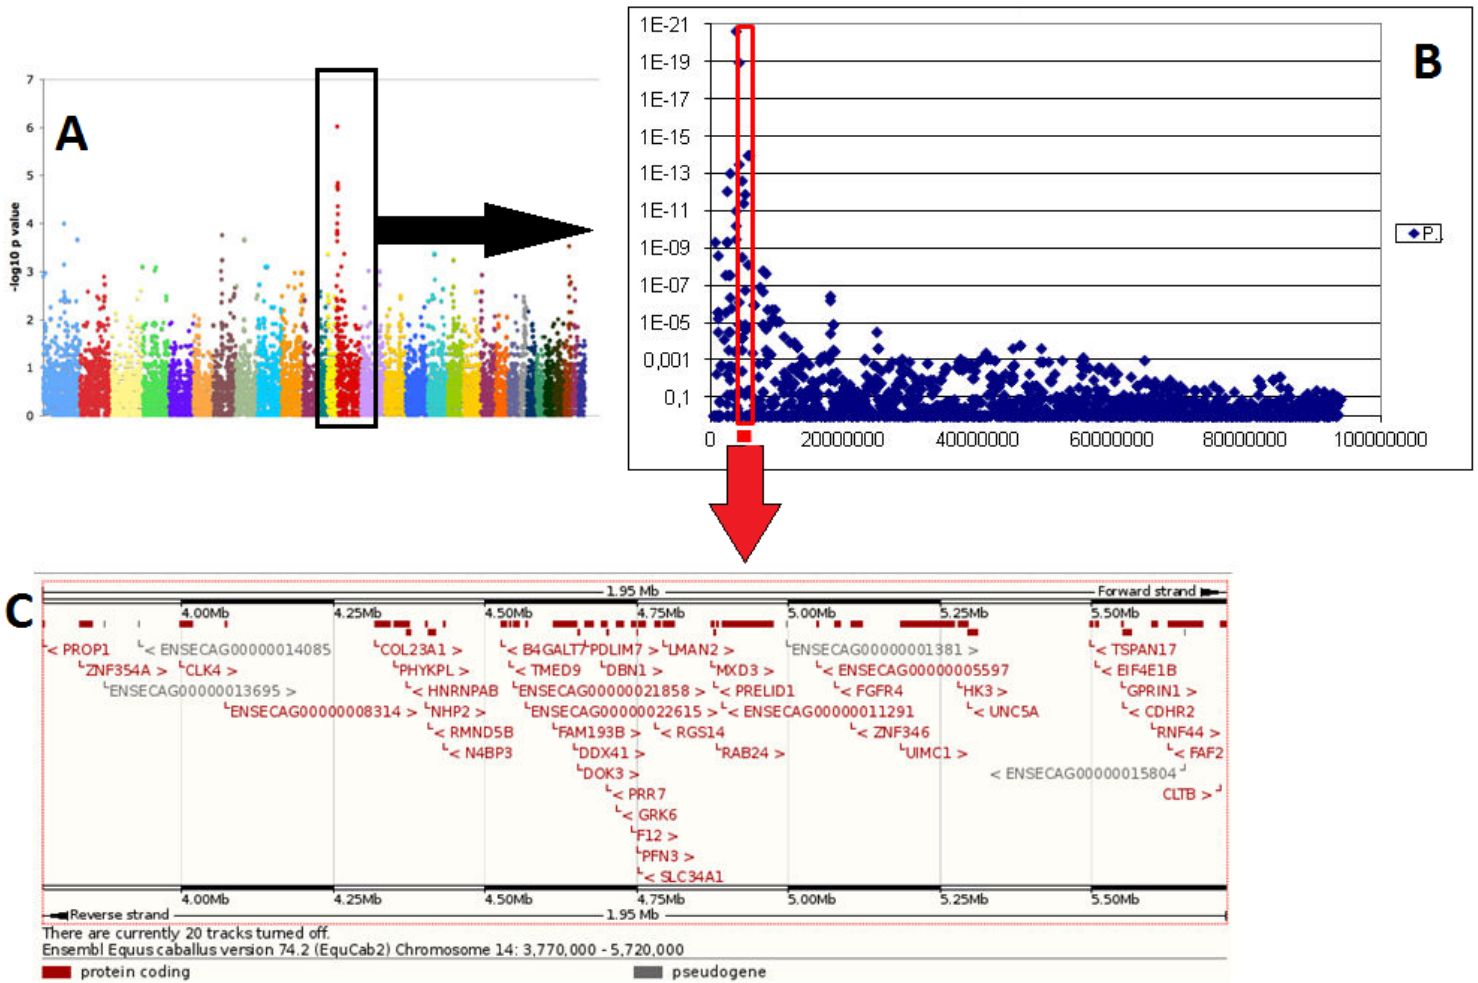 A
-log10 p value
7
6
5
4
3
2
1
0
B
1E-21
1E-19
1E-17
1E-15
1E-13
1E-11
1E-09
1E-07
1E-05
0,001
0,1
0 20000000 40000000 60000000 80000000 100000000
P..
C
1.95 Mb Forward strand
4.00Mb 4.25Mb 4.50Mb 4.75Mb 5.00Mb 5.25Mb 5.50Mb
< PROP1 < ENSECAG00000014085 COL23A1 > < B4GALT7 PDLIM7 > LMAN2 > ENSECAG00000001381 > < TSPAN17
ZNF354A > CLK4 > PHYKPL > < TMED9 DBN1 > MXD3 > < ENSECAG00000005597 < EIF4E1B
ENSECAG00000013695 > < HNRNPAB ENSECAG00000021858 > < PRELID1 < FGFR4 HK3 > GPRIN1 >
ENSECAG00000008314 > NHP2 > ENSECAG00000022615 > < ENSECAG00000011291 < UNC5A < CDHR2
< RMND5B FAM193B > < RGS14 < ZNF346 RNF44 >
< N4BP3 DDX41 > RAB24 > UIMC1 > < FAF2
DOK3 > < ENSECAG00000015804
< PRR7 CLTB >
< GRK6
F12 >
PFN3 >
< SLC34A1
4.00Mb 4.25Mb 4.50Mb 4.75Mb 5.00Mb 5.25Mb 5.50Mb
Reverse strand 1.95 Mb
There are currently 20 tracks turned off.
Ensembl Equus caballus version 74.2 (EquCab2) Chromosome 14: 3,770,000 - 5,720,000
protein coding pseudogene